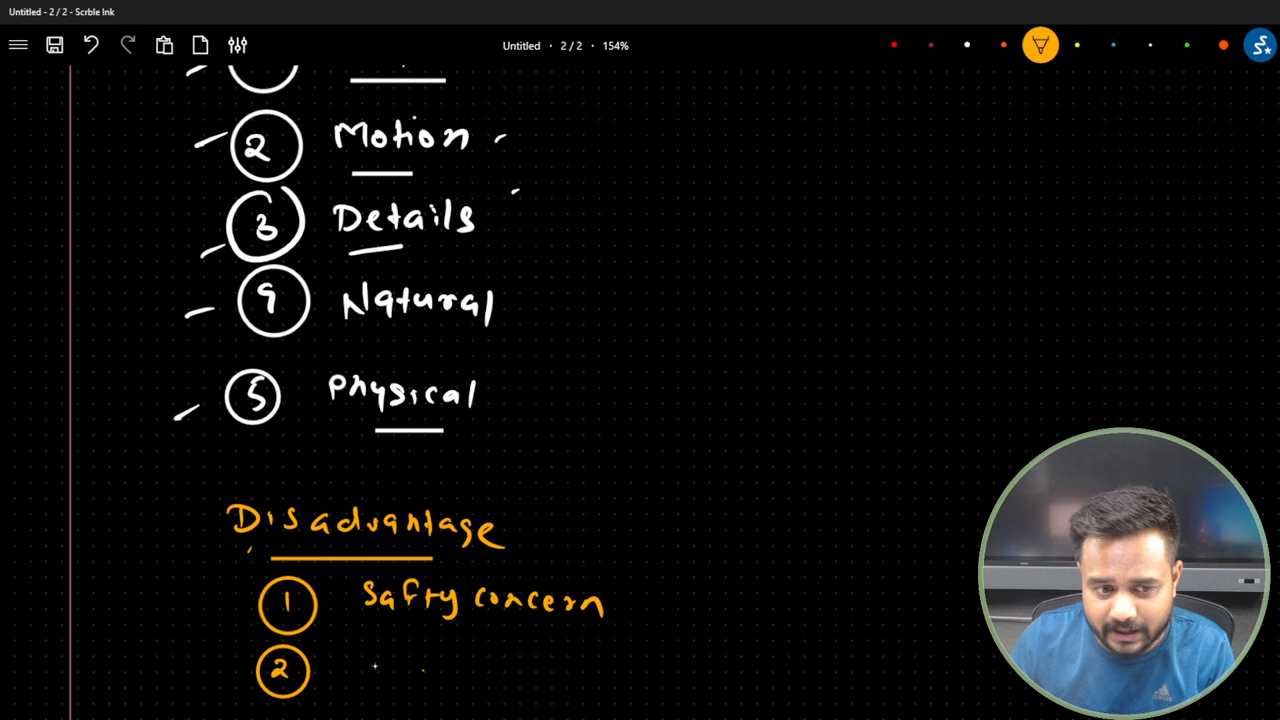 Untitled - 2 / 2 - Scrble Ink
Untitled • 2 / 2 • 154%
2 Motion
3 Details
4 Natural
5 Physical
Disadvantage
1 Safty concern
2